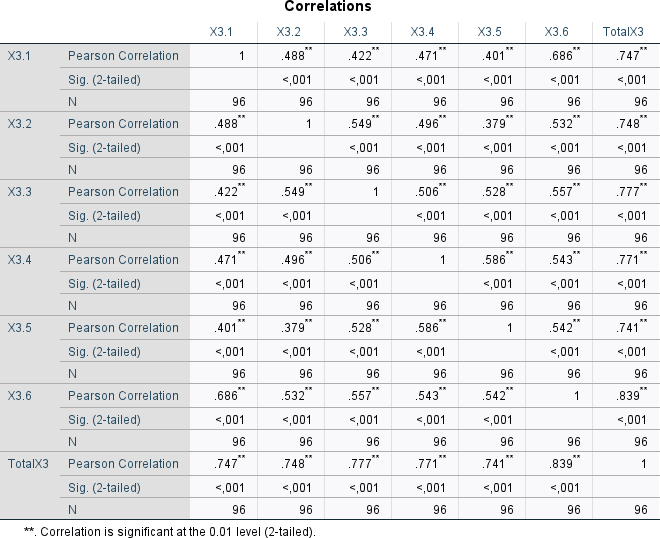 Correlations
X3.1 X3.2 X3.3 X3.4 X3.5 X3.6 TotalX3
X3.1 Pearson Correlation 1 .488** .422** .471** .401** .686** .747**
Sig. (2-tailed) <,001 <,001 <,001 <,001 <,001 <,001
N 96 96 96 96 96 96 96
X3.2 Pearson Correlation .488** 1 .549** .496** .379** .532** .748**
Sig. (2-tailed) <,001 <,001 <,001 <,001 <,001 <,001
N 96 96 96 96 96 96 96
X3.3 Pearson Correlation .422** .549** 1 .506** .528** .557** .777**
Sig. (2-tailed) <,001 <,001 <,001 <,001 <,001 <,001
N 96 96 96 96 96 96 96
X3.4 Pearson Correlation .471** .496** .506** 1 .586** .543** .771**
Sig. (2-tailed) <,001 <,001 <,001 <,001 <,001 <,001
N 96 96 96 96 96 96 96
X3.5 Pearson Correlation .401** .379** .528** .586** 1 .542** .741**
Sig. (2-tailed) <,001 <,001 <,001 <,001 <,001 <,001
N 96 96 96 96 96 96 96
X3.6 Pearson Correlation .686** .532** .557** .543** .542** 1 .839**
Sig. (2-tailed) <,001 <,001 <,001 <,001 <,001 <,001
N 96 96 96 96 96 96 96
TotalX3 Pearson Correlation .747** .748** .777** .771** .741** .839** 1
Sig. (2-tailed) <,001 <,001 <,001 <,001 <,001 <,001
N 96 96 96 96 96 96 96
**. Correlation is significant at the 0.01 level (2-tailed).